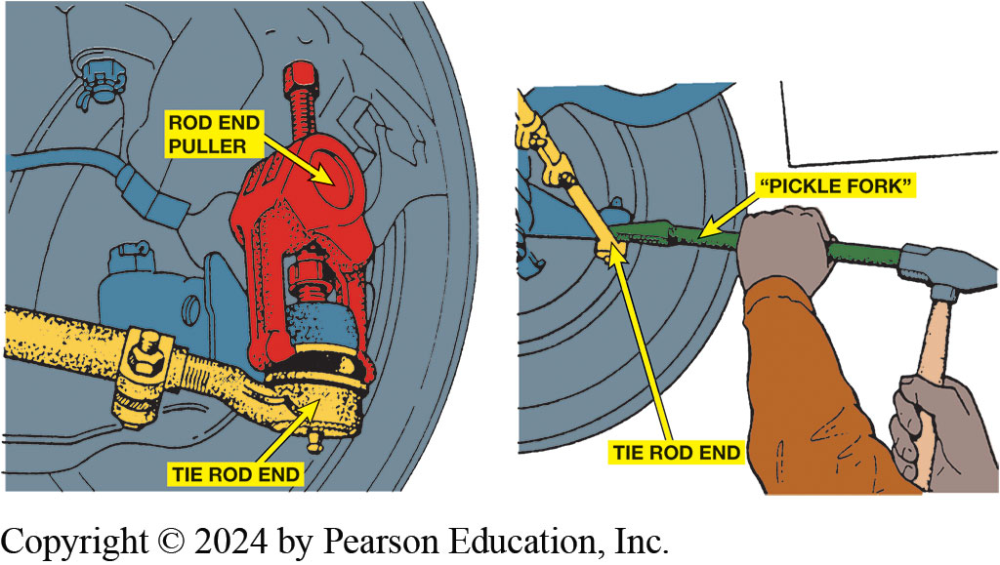 ROD END
PULLER
TIE ROD END
“PICKLE FORK”
TIE ROD END
Copyright © 2024 by Pearson Education, Inc.